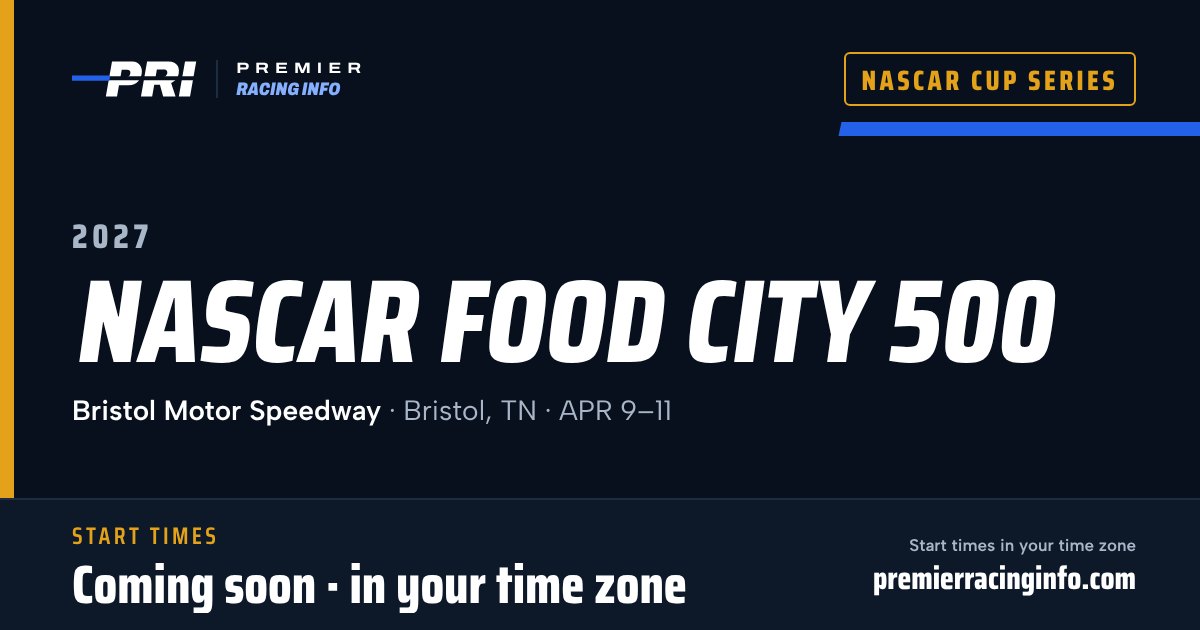 PRI PREMIER
RACING INFO
NASCAR CUP SERIES
2027
NASCAR FOOD CITY 500
Bristol Motor Speedway · Bristol, TN · APR 9–11
START TIMES
Coming soon · in your time zone
Start times in your time zone
premierracinginfo.com